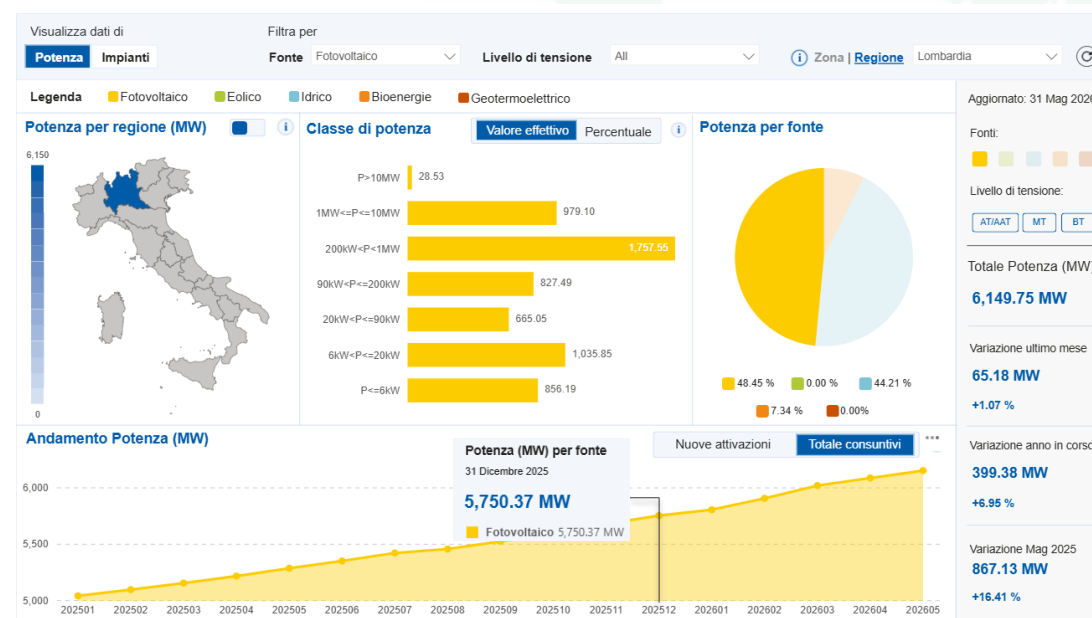 Visualizza dati di
Filtra per
Potenza Impianti
Fonte Fotovoltaico
Livello di tensione All
Zona | Regione Lombardia
Legenda Fotovoltaico Eolico Idrico Bioenergie Geotermoelettrico
Potenza per regione (MW)
6,150
0
Classe di potenza
Valore effettivo Percentuale
P>10MW 28.53
1MW<=P<=10MW 979.10
200kW<P<1MW 1,757.55
90kW<P<=200kW 827.49
20kW<P<=90kW 665.05
6kW<P<=20kW 1,035.85
P<=6kW 856.19
Potenza per fonte
48.45 % 0.00 % 44.21 %
7.34 % 0.00%
Andamento Potenza (MW)
Nuove attivazioni Totale consuntivi
Potenza (MW) per fonte
31 Dicembre 2025
5,750.37 MW
Fotovoltaico 5,750.37 MW
6,000
5,500
5,000
202501 202502 202503 202504 202505 202506 202507 202508 202509 202510 202511 202512 202601 202602 202603 202604 202605
Aggiornato: 31 Mag 2026
Fonti:
Livello di tensione:
AT/AAT MT BT
Totale Potenza (MW)
6,149.75 MW
Variazione ultimo mese
65.18 MW
+1.07 %
Variazione anno in corso
399.38 MW
+6.95 %
Variazione Mag 2025
867.13 MW
+16.41 %